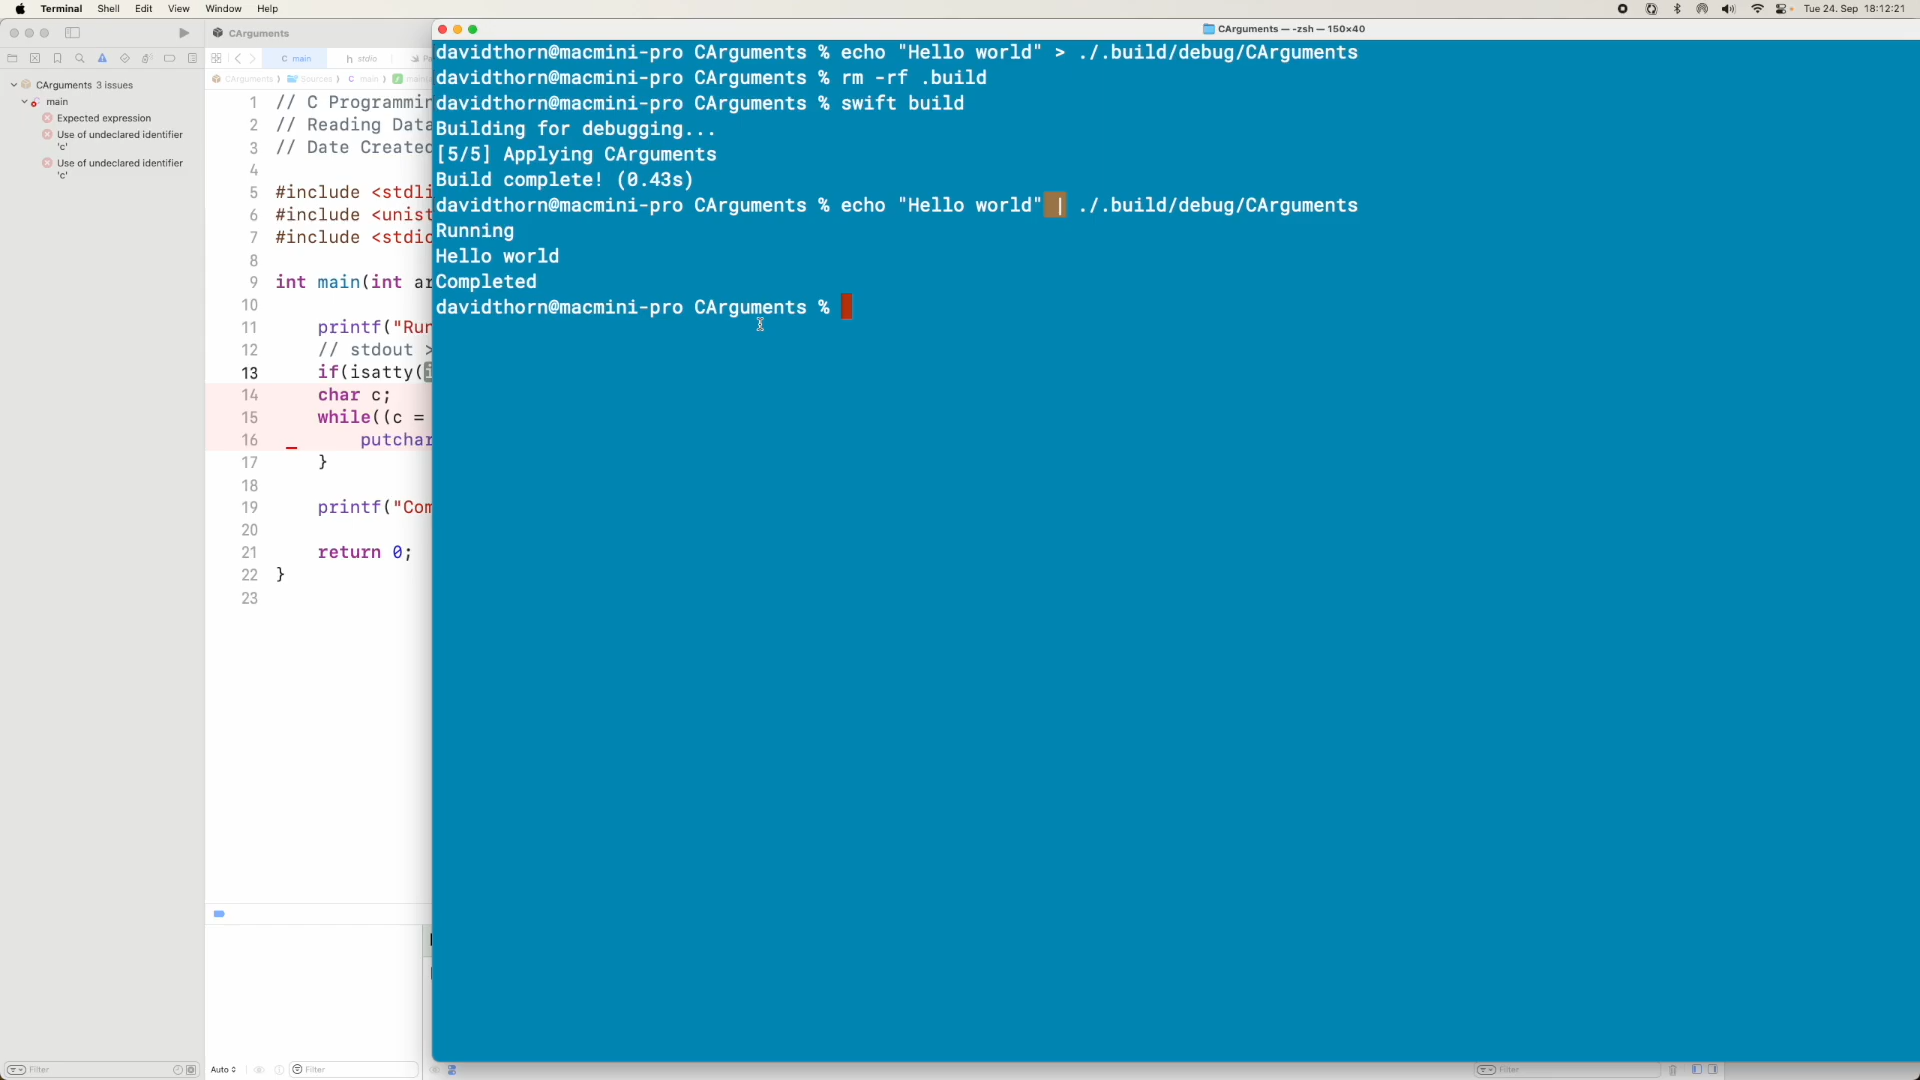 Terminal Shell Edit View Window Help
Tue 24. Sep 18:12:21
CArguments
CArguments 3 issues
main
Expected expression
Use of undeclared identifier
'c'
Use of undeclared identifier
'c'
Filter
main
stdio
Pa
CArguments
Sources
main
1 // C Programmin
2 // Reading Data
3 // Date Created
4
5 #include <stdli
6 #include <unist
7 #include <stdio
8
9 int main(int ar
10
11 printf("Run
12 // stdout >
13 if(isatty(i
14 char c;
15 while((c =
16 putchar
17 }
18
19 printf("Com
20
21 return 0;
22 }
23
Auto
Filter
CArguments — -zsh — 150×40
davidthorn@macmini-pro CArguments % echo "Hello world" > ./.build/debug/CArguments
davidthorn@macmini-pro CArguments % rm -rf .build
davidthorn@macmini-pro CArguments % swift build
Building for debugging...
[5/5] Applying CArguments
Build complete! (0.43s)
davidthorn@macmini-pro CArguments % echo "Hello world" | ./.build/debug/CArguments
Running
Hello world
Completed
davidthorn@macmini-pro CArguments %
Filter